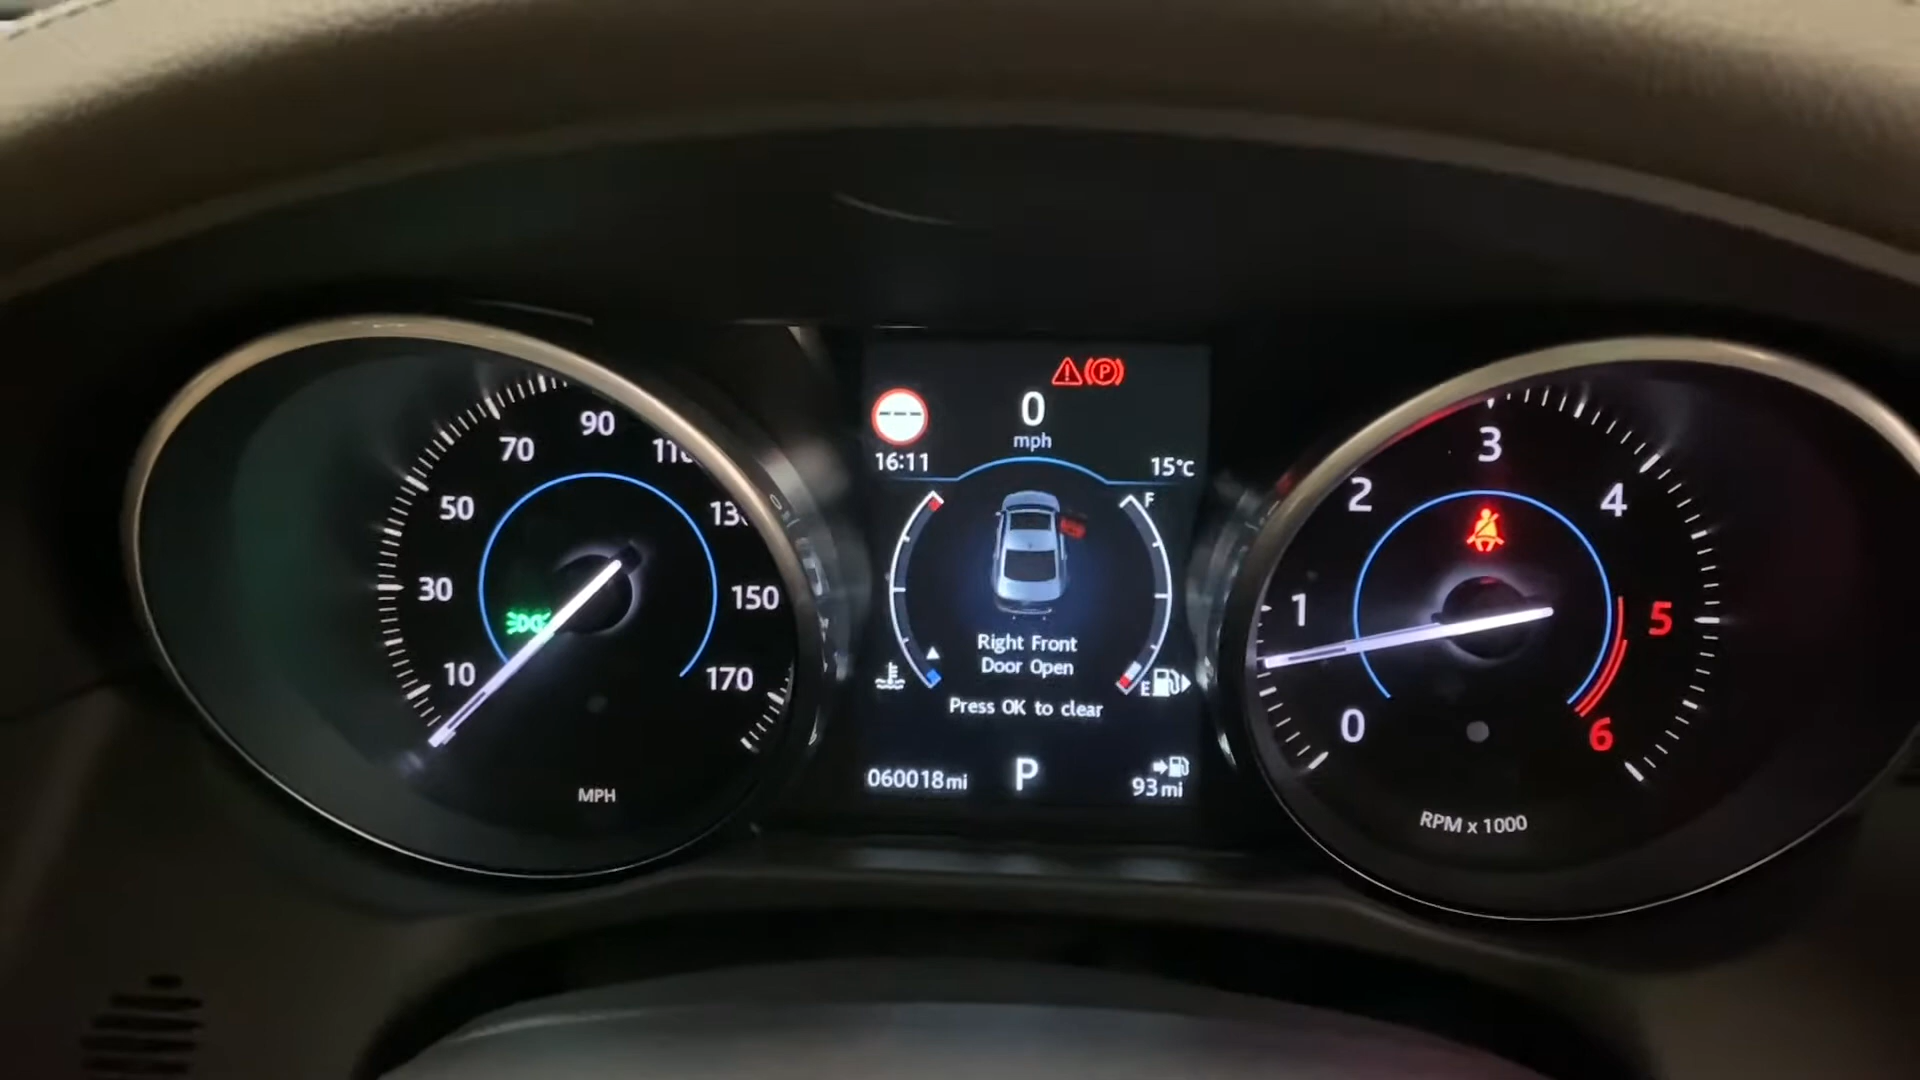 10
30
50
70
90
150
170
MPH
P
0
mph
16:11
15°C
F
E
Right Front
Door Open
Press OK to clear
060018mi
P
93mi
0
1
2
3
4
5
6
RPM x 1000